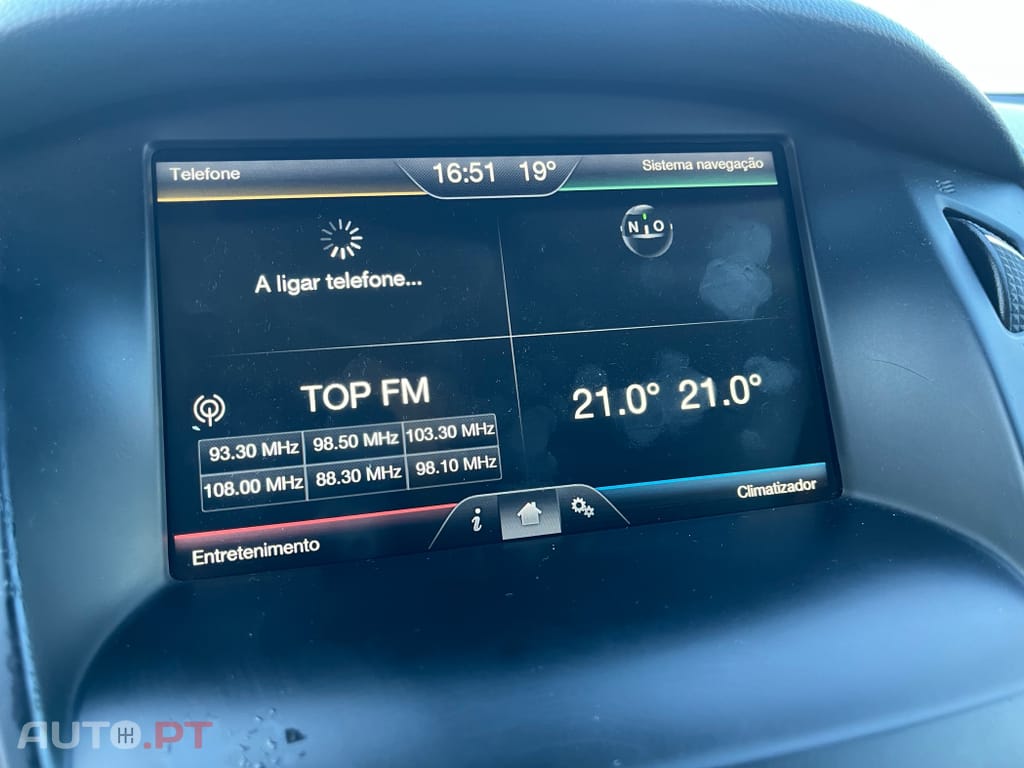 Telefone
16:51 19°
Sistema navegação
A ligar telefone...
N O
TOP FM
93.30 MHz 98.50 MHz 103.30 MHz
108.00 MHz 88.30 MHz 98.10 MHz
21.0° 21.0°
Entretenimento
i
Climatizador
AUTO.PT